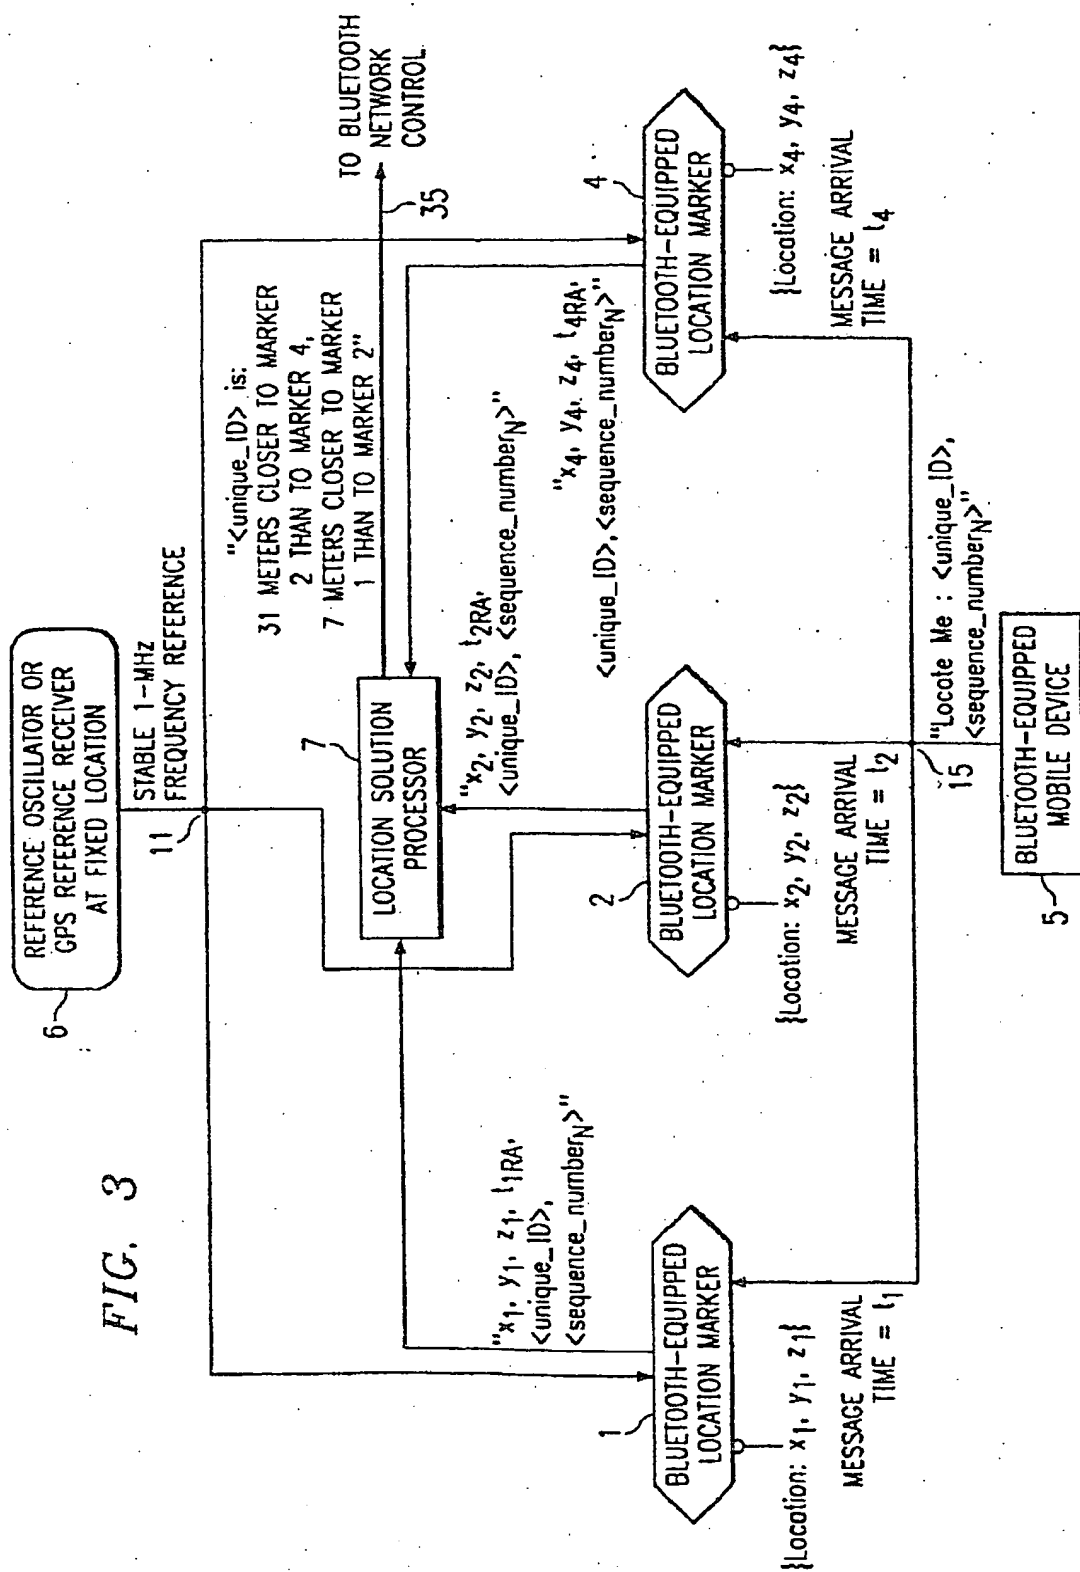 FIG. 3
6
REFERENCE OSCILLATOR OR
GPS REFERENCE RECEIVER
AT FIXED LOCATION
11
STABLE 1-MHz
FREQUENCY REFERENCE
"<unique_ID> is:
31 METERS CLOSER TO MARKER
2 THAN TO MARKER 4,
7 METERS CLOSER TO MARKER
1 THAN TO MARKER 2"
TO BLUETOOTH
NETWORK
CONTROL
35
7
LOCATION SOLUTION
PROCESSOR
"x1, y1, z1, t1RA,
<unique_ID>,
<sequence_numberN>"
"x2, y2, z2, t2RA,
<unique_ID>, <sequence_numberN>"
"x4, y4, z4, t4RA,
<unique_ID>, <sequence_numberN>"
1
BLUETOOTH-EQUIPPED
LOCATION MARKER
{Location: x1, y1, z1}
MESSAGE ARRIVAL
TIME = t1
2
BLUETOOTH-EQUIPPED
LOCATION MARKER
{Location: x2, y2, z2}
MESSAGE ARRIVAL
TIME = t2
4
BLUETOOTH-EQUIPPED
LOCATION MARKER
{Location: x4, y4, z4}
MESSAGE ARRIVAL
TIME = t4
15
"Locate Me : <unique_ID>,
<sequence_numberN>"
5
BLUETOOTH-EQUIPPED
MOBILE DEVICE